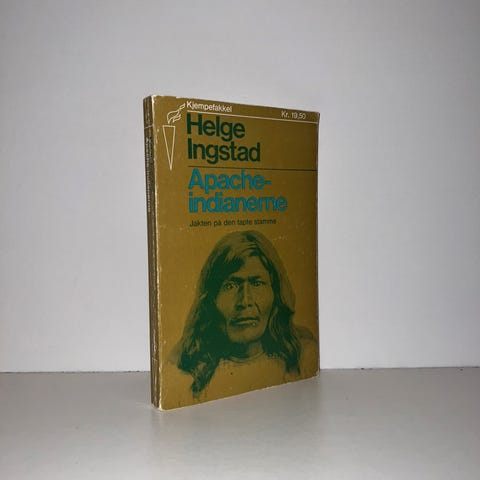 Kjempefakkel
Kr. 19,50
Helge
Ingstad
Apache-
indianerne
Jakten på den tapte stamme